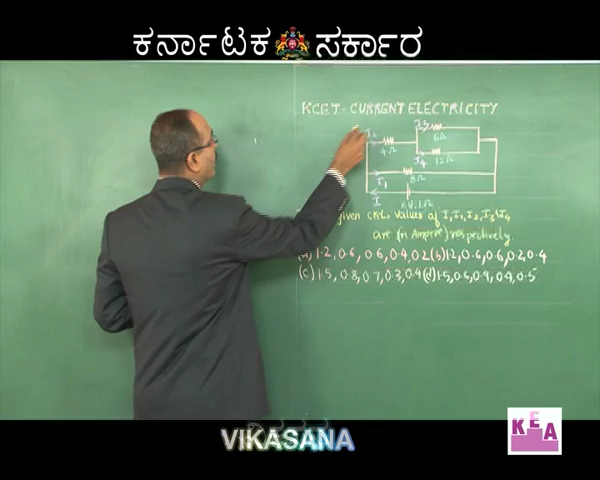 ಕರ್ನಾಟಕ ಸರ್ಕಾರ
KCET - CURRENT ELECTRICITY
I2 I3
4Ω 6Ω
I4 12Ω
I1 8Ω
I
given Ckt. values of I, I1, I2, I3 & I4
are (in Ampere) respectively
(a) 1.2, 0.6, 0.6, 0.4, 0.2 (b) 1.2, 0.6, 0.6, 0.2, 0.4
(c) 1.5, 0.8, 0.7, 0.3, 0.4 (d) 1.5, 0.6, 0.9, 0.4, 0.5
VIKASANA
KEA